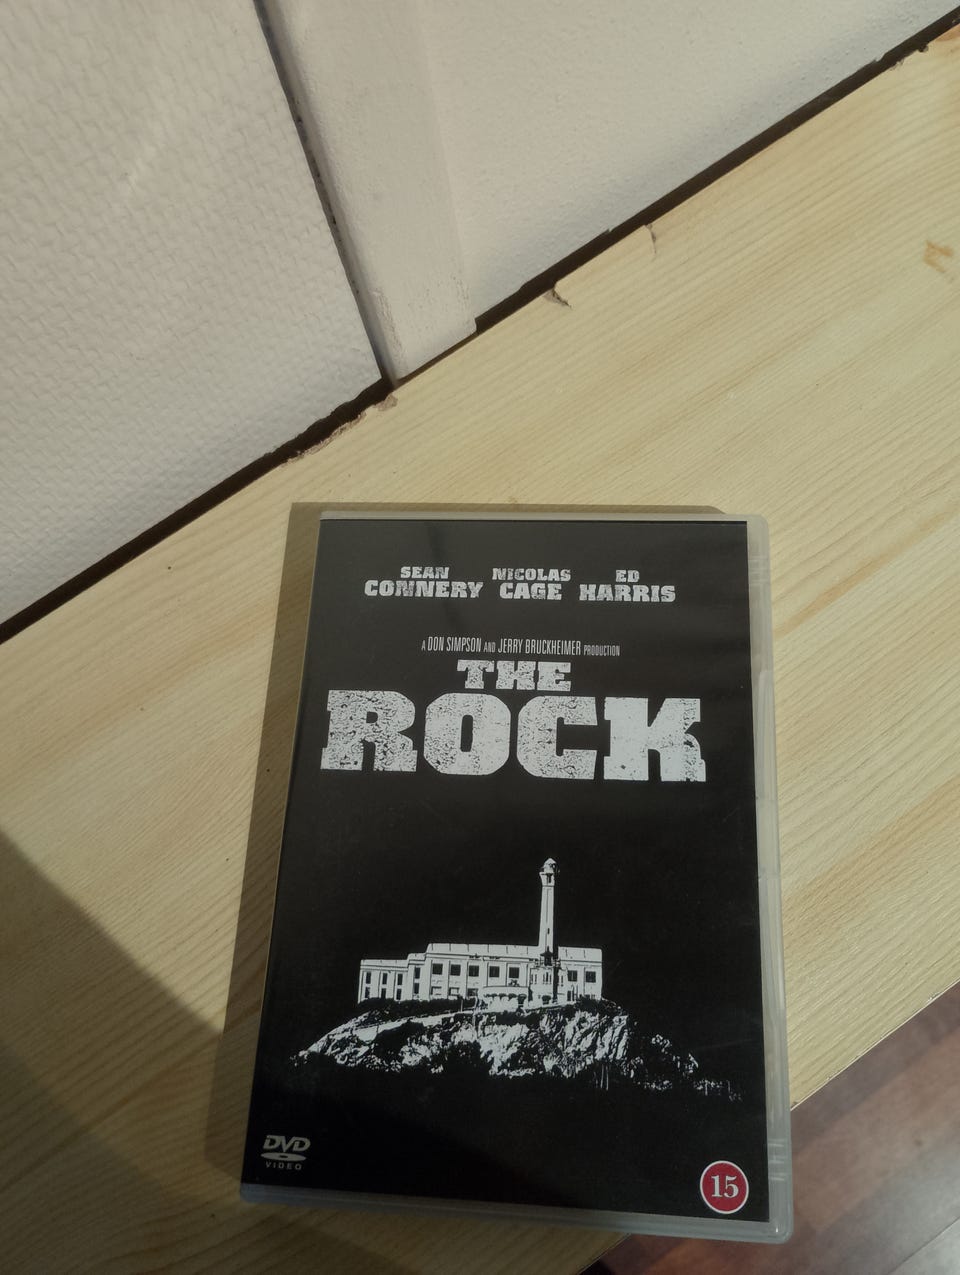 SEAN NICOLAS ED
CONNERY CAGE HARRIS
A DON SIMPSON AND JERRY BRUCKHEIMER PRODUCTION
THE
ROCK
DVD
VIDEO
15